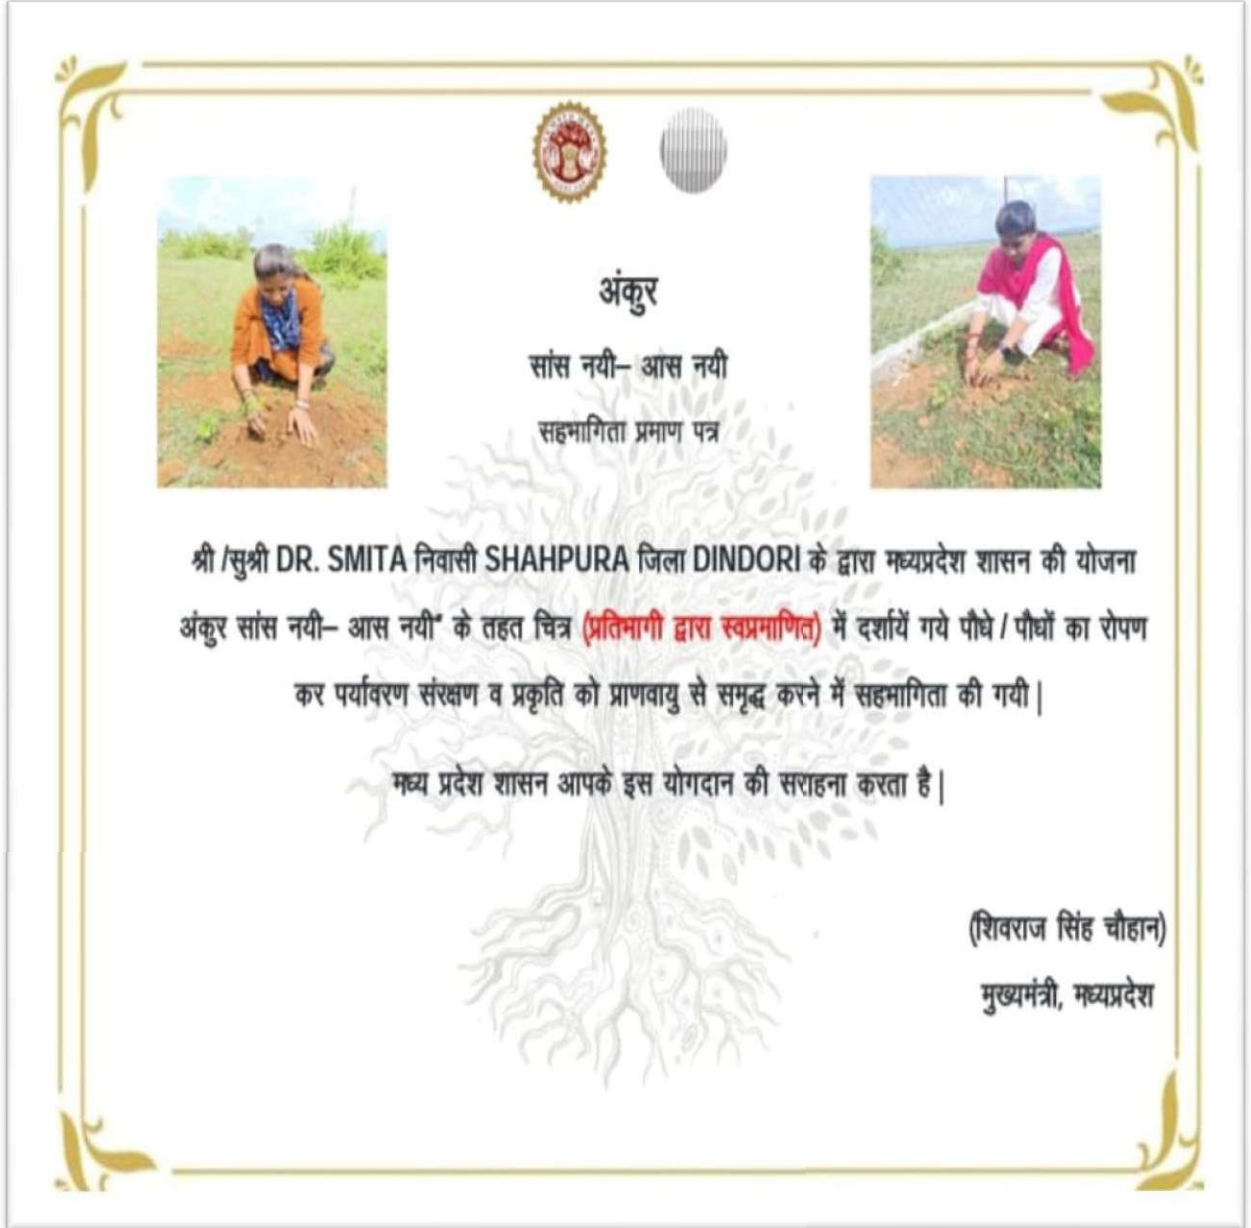 अंकुर
सांस नयी– आस नयी
सहभागिता प्रमाण पत्र
श्री /सुश्री DR. SMITA निवासी SHAHPURA जिला DINDORI के द्वारा मध्यप्रदेश शासन की योजना
अंकुर सांस नयी– आस नयी" के तहत चित्र (प्रतिभागी द्वारा स्वप्रमाणित) में दर्शायें गये पौधे / पौधों का रोपण
कर पर्यावरण संरक्षण व प्रकृति को प्राणवायु से समृद्ध करने में सहभागिता की गयी |
मध्य प्रदेश शासन आपके इस योगदान की सराहना करता है |
(शिवराज सिंह चौहान)
मुख्यमंत्री, मध्यप्रदेश